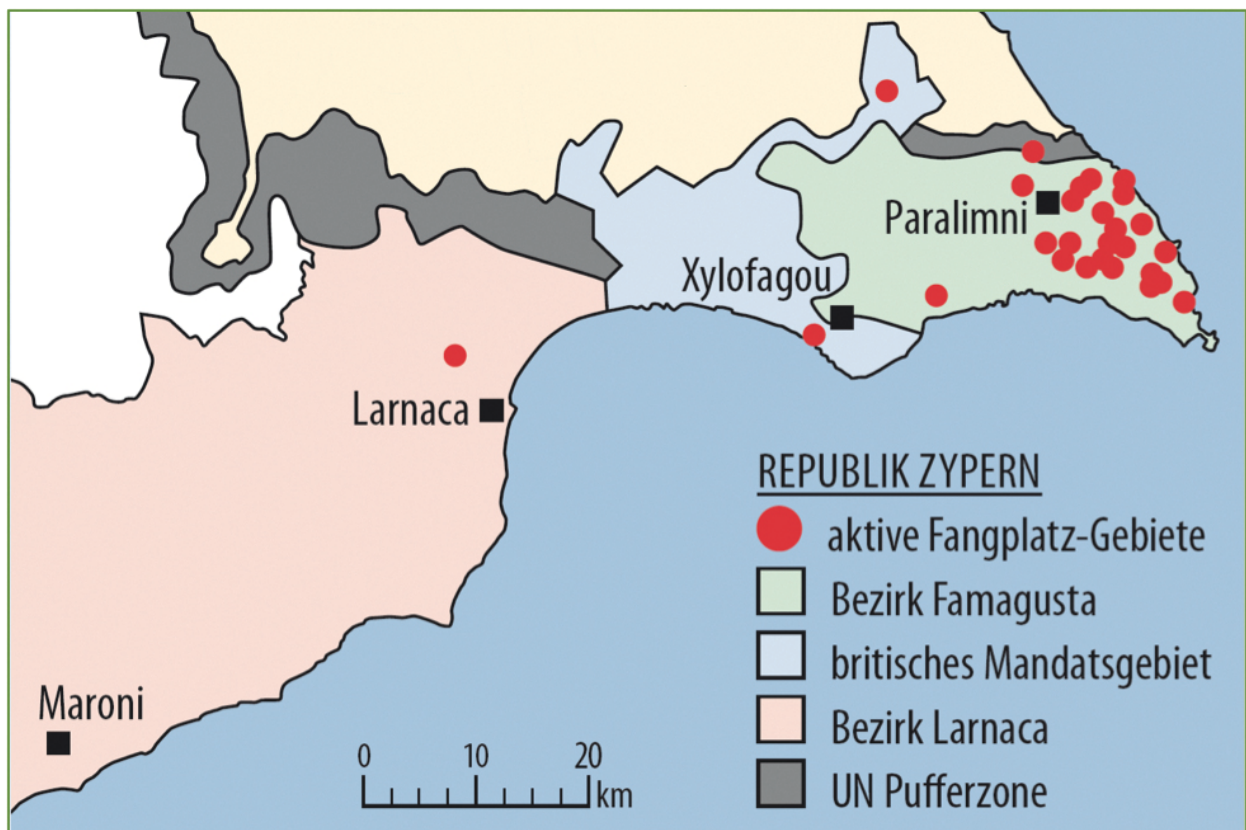 Paralimni
Xylofagou
Larnaca
Maroni
REPUBLIK ZYPERN
aktive Fangplatz-Gebiete
Bezirk Famagusta
britisches Mandatsgebiet
Bezirk Larnaca
UN Pufferzone
0 10 20
km